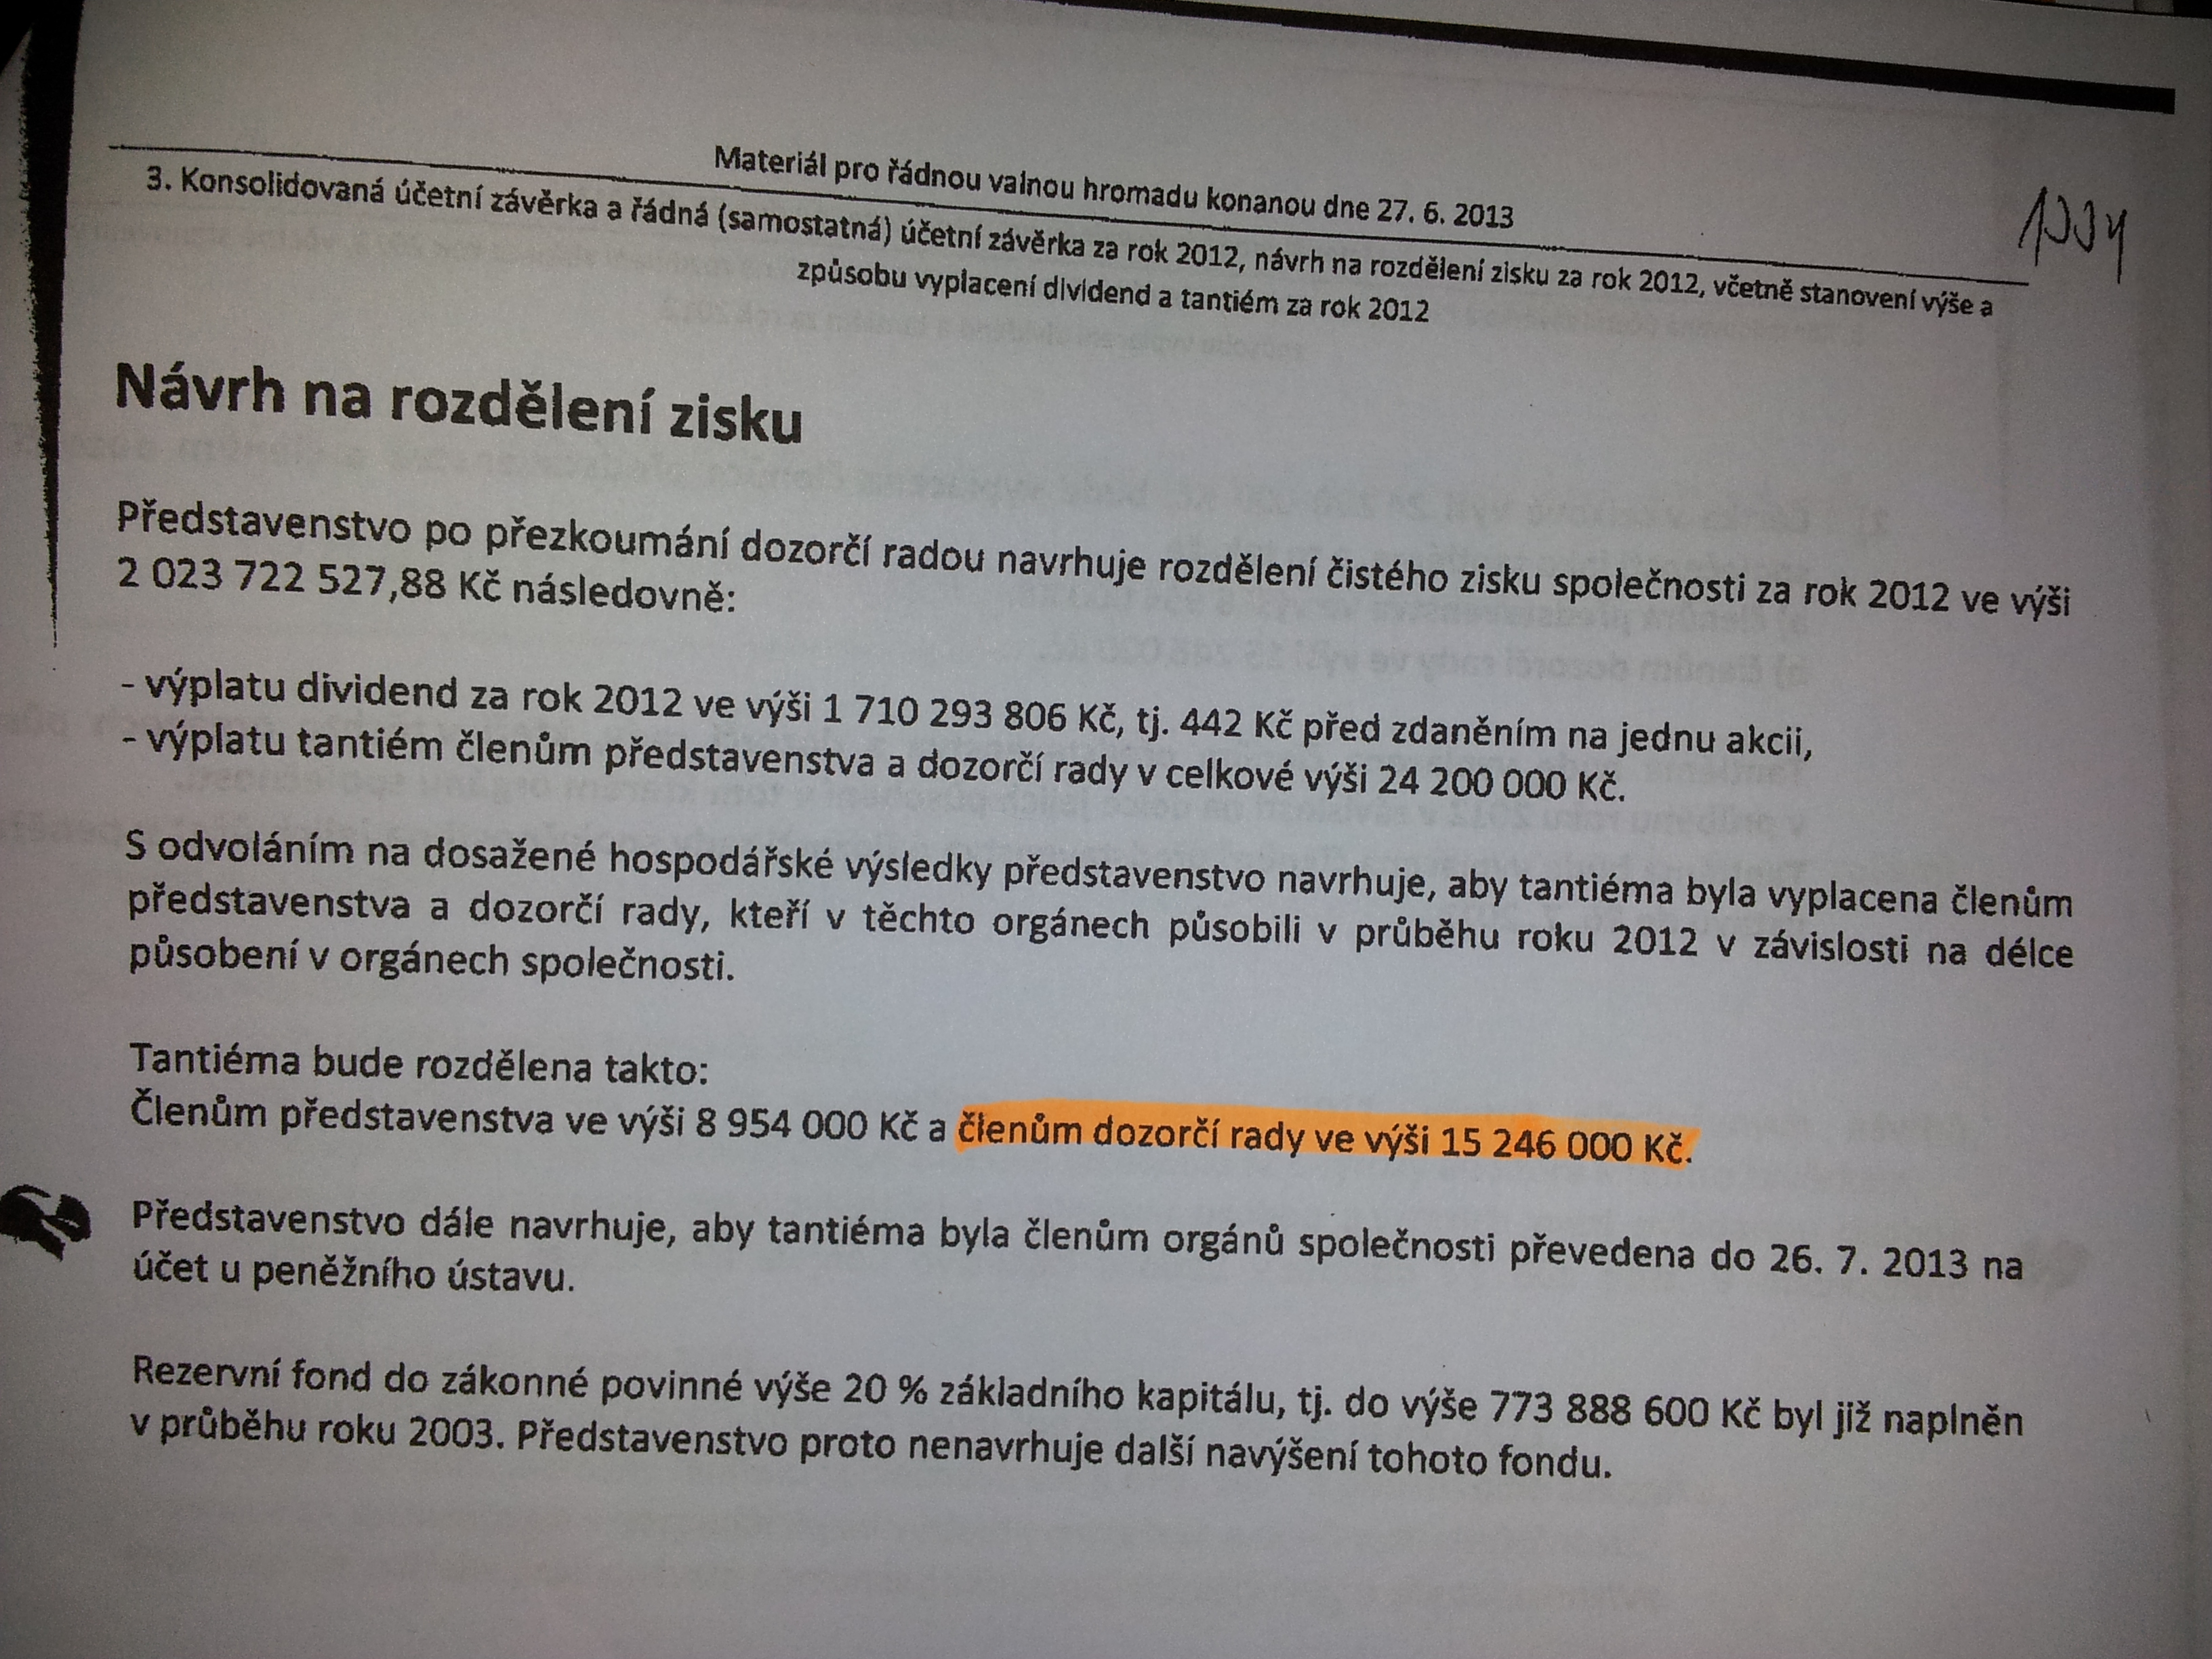 Materiál pro řádnou valnou hromadu konanou dne 27. 6. 2013
3. Konsolidovaná účetní závěrka a řádná (samostatná) účetní závěrka za rok 2012, návrh na rozdělení zisku za rok 2012, včetně stanovení výše a
způsobu vyplacení dividend a tantiém za rok 2012
Návrh na rozdělení zisku
Představenstvo po přezkoumání dozorčí radou navrhuje rozdělení čistého zisku společnosti za rok 2012 ve výši
2 023 722 527,88 Kč následovně:
- výplatu dividend za rok 2012 ve výši 1 710 293 806 Kč, tj. 442 Kč před zdaněním na jednu akcii,
- výplatu tantiém členům představenstva a dozorčí rady v celkové výši 24 200 000 Kč.
S odvoláním na dosažené hospodářské výsledky představenstvo navrhuje, aby tantiéma byla vyplacena členům
představenstva a dozorčí rady, kteří v těchto orgánech působili v průběhu roku 2012 v závislosti na délce
působení v orgánech společnosti.
Tantiéma bude rozdělena takto:
Členům představenstva ve výši 8 954 000 Kč a členům dozorčí rady ve výši 15 246 000 Kč.
Představenstvo dále navrhuje, aby tantiéma byla členům orgánů společnosti převedena do 26. 7. 2013 na
účet u peněžního ústavu.
Rezervní fond do zákonné povinné výše 20 % základního kapitálu, tj. do výše 773 888 600 Kč byl již naplněn
v průběhu roku 2003. Představenstvo proto nenavrhuje další navýšení tohoto fondu.